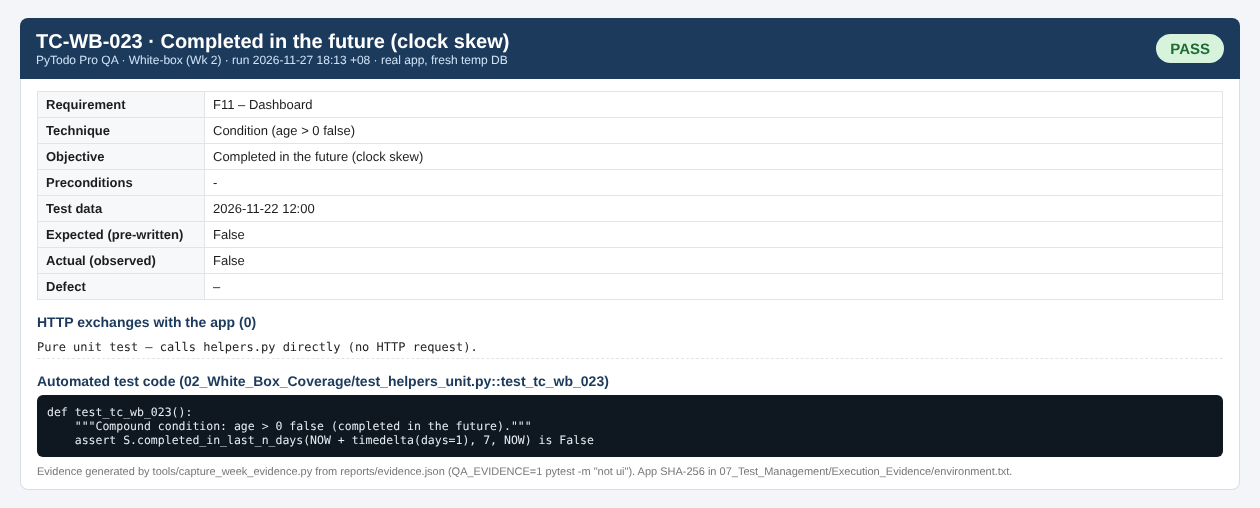 TC-WB-023 · Completed in the future (clock skew)
PyTodo Pro QA · White-box (Wk 2) · run 2026-11-27 18:13 +08 · real app, fresh temp DB
PASS
Requirement F11 – Dashboard
Technique Condition (age > 0 false)
Objective Completed in the future (clock skew)
Preconditions -
Test data 2026-11-22 12:00
Expected (pre-written) False
Actual (observed) False
Defect –
HTTP exchanges with the app (0)
Pure unit test — calls helpers.py directly (no HTTP request).
Automated test code (02_White_Box_Coverage/test_helpers_unit.py::test_tc_wb_023)
def test_tc_wb_023():
    """Compound condition: age > 0 false (completed in the future)."""
    assert S.completed_in_last_n_days(NOW + timedelta(days=1), 7, NOW) is False
Evidence generated by tools/capture_week_evidence.py from reports/evidence.json (QA_EVIDENCE=1 pytest -m "not ui"). App SHA-256 in 07_Test_Management/Execution_Evidence/environment.txt.